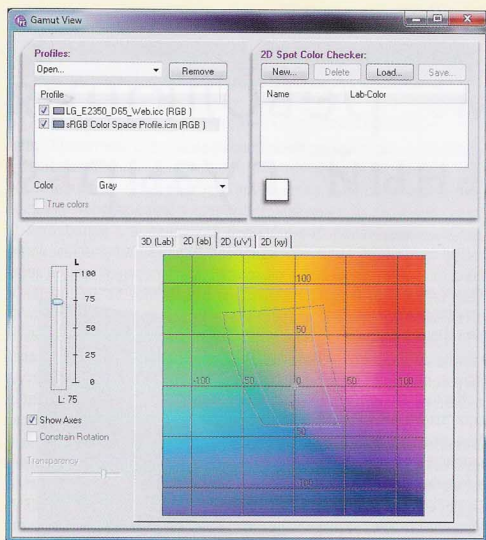 Gamut View
Profiles:
Open...
Remove
Profile
LG_E2350_D65_Web.icc (RGB )
sRGB Color Space Profile.icm (RGB )
Color
Gray
True colors
2D Spot Color Checker:
New...
Delete
Load...
Save...
Name
Lab-Color
3D (Lab)
2D (ab)
2D (u'v')
2D (xy)
L
100
75
50
25
0
L: 75
Show Axes
Constrain Rotation
Transparency
100
50
-100
-50
0
50
100
50
-100